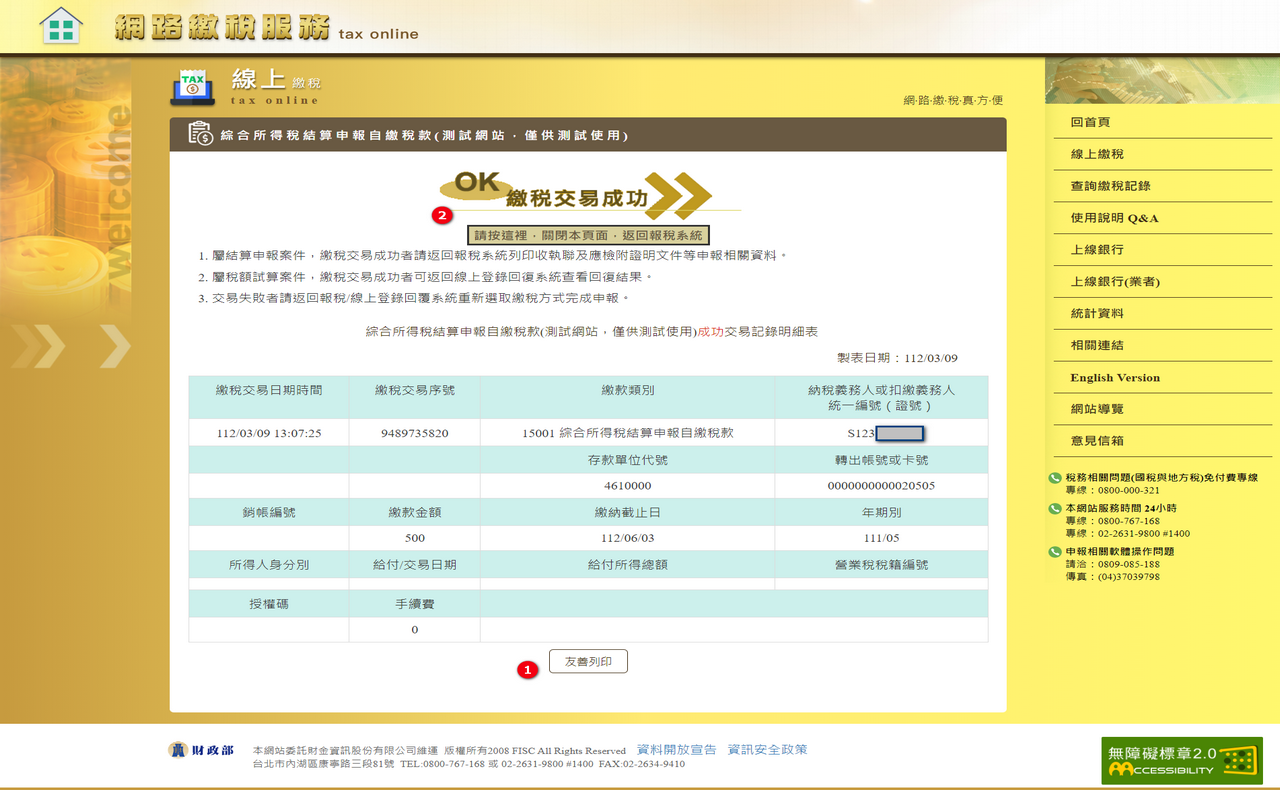 網路繳稅服務 tax online
TAX
線上 繳稅
tax online
網‧路‧繳‧稅‧真‧方‧便
welcome
綜合所得稅結算申報自繳稅款(測試網站，僅供測試使用)
OK 繳稅交易成功
2
請按這裡，關閉本頁面，返回報稅系統
1. 屬結算申報案件，繳稅交易成功者請返回報稅系統列印收執聯及應檢附證明文件等申報相關資料。
2. 屬稅額試算案件，繳稅交易成功者可返回線上登錄回復系統查看回復結果。
3. 交易失敗者請返回報稅/線上登錄回覆系統重新選取繳稅方式完成申報。
綜合所得稅結算申報自繳稅款(測試網站，僅供測試使用)成功交易記錄明細表
製表日期：112/03/09
繳稅交易日期時間 繳稅交易序號 繳款類別 納稅義務人或扣繳義務人
統一編號（證號）
112/03/09 13:07:25 9489735820 15001 綜合所得稅結算申報自繳稅款 S123
存款單位代號 轉出帳號或卡號
4610000 0000000000020505
銷帳編號 繳款金額 繳納截止日 年期別
500 112/06/03 111/05
所得人身分別 給付/交易日期 給付所得總額 營業稅稅籍編號
授權碼 手續費
0
1
友善列印
回首頁
線上繳稅
查詢繳稅記錄
使用說明 Q&A
上線銀行
上線銀行(業者)
統計資料
相關連結
English Version
網站導覽
意見信箱
稅務相關問題(國稅與地方稅)免付費專線
專線：0800-000-321
本網站服務時間 24小時
專線：0800-767-168
專線：02-2631-9800 #1400
申報相關軟體操作問題
請洽：0809-085-188
傳真：(04)37039798
財政部
本網站委託財金資訊股份有限公司維運 版權所有2008 FISC All Rights Reserved 資料開放宣告 資訊安全政策
台北市內湖區康寧路三段81號 TEL:0800-767-168 或 02-2631-9800 #1400 FAX:02-2634-9410
無障礙標章2.0
ACCESSIBILITY